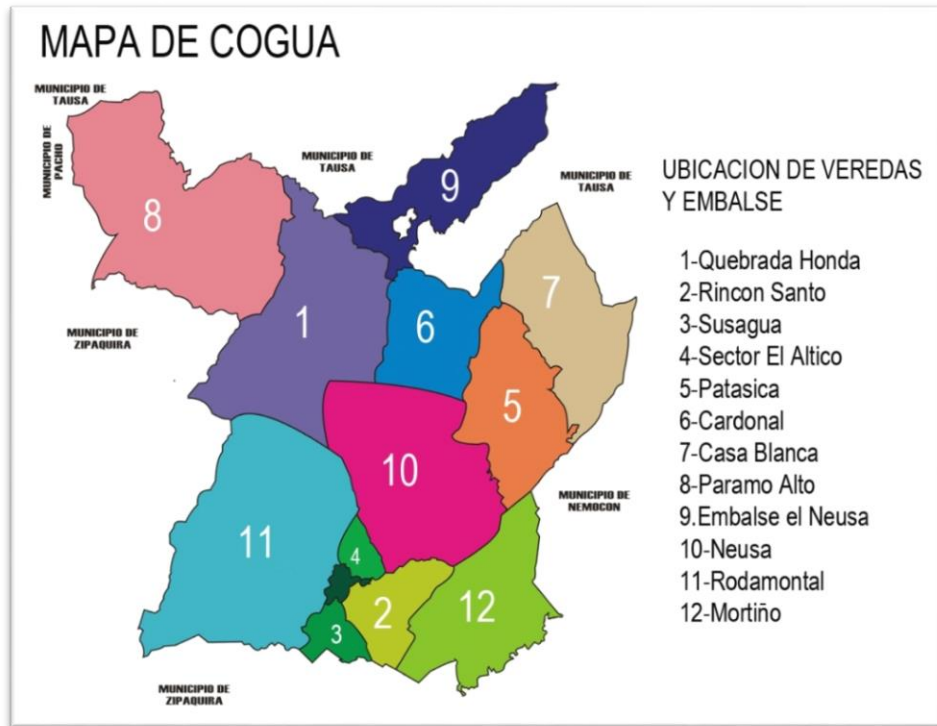 MAPA DE COGUA
MUNICIPIO DE
TAUSA
MUNICIPIO DE
PACHO
MUNICIPIO DE
TAUSA
MUNICIPIO DE
TAUSA
9
8
7
1
6
5
10
11
4
12
2
3
MUNICIPIO DE
ZIPAQUIRA
MUNICIPIO DE
NEMOCON
MUNICIPIO DE
ZIPAQUIRA
UBICACION DE VEREDAS
Y EMBALSE
1-Quebrada Honda
2-Rincon Santo
3-Susagua
4-Sector El Altico
5-Patasica
6-Cardonal
7-Casa Blanca
8-Paramo Alto
9.Embalse el Neusa
10-Neusa
11-Rodamontal
12-Mortiño